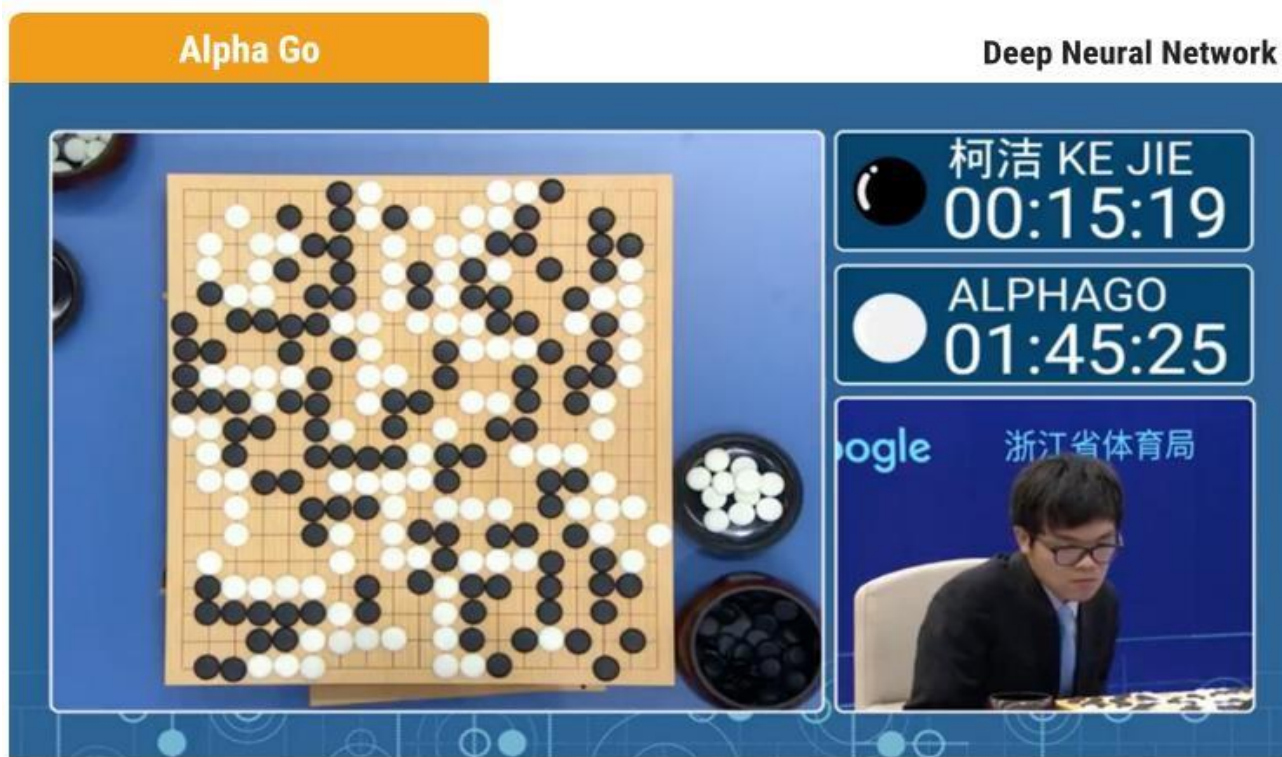 Alpha Go
Deep Neural Network
柯洁 KE JIE
00:15:19
ALPHAGO
01:45:25
oogle
浙江省体育局